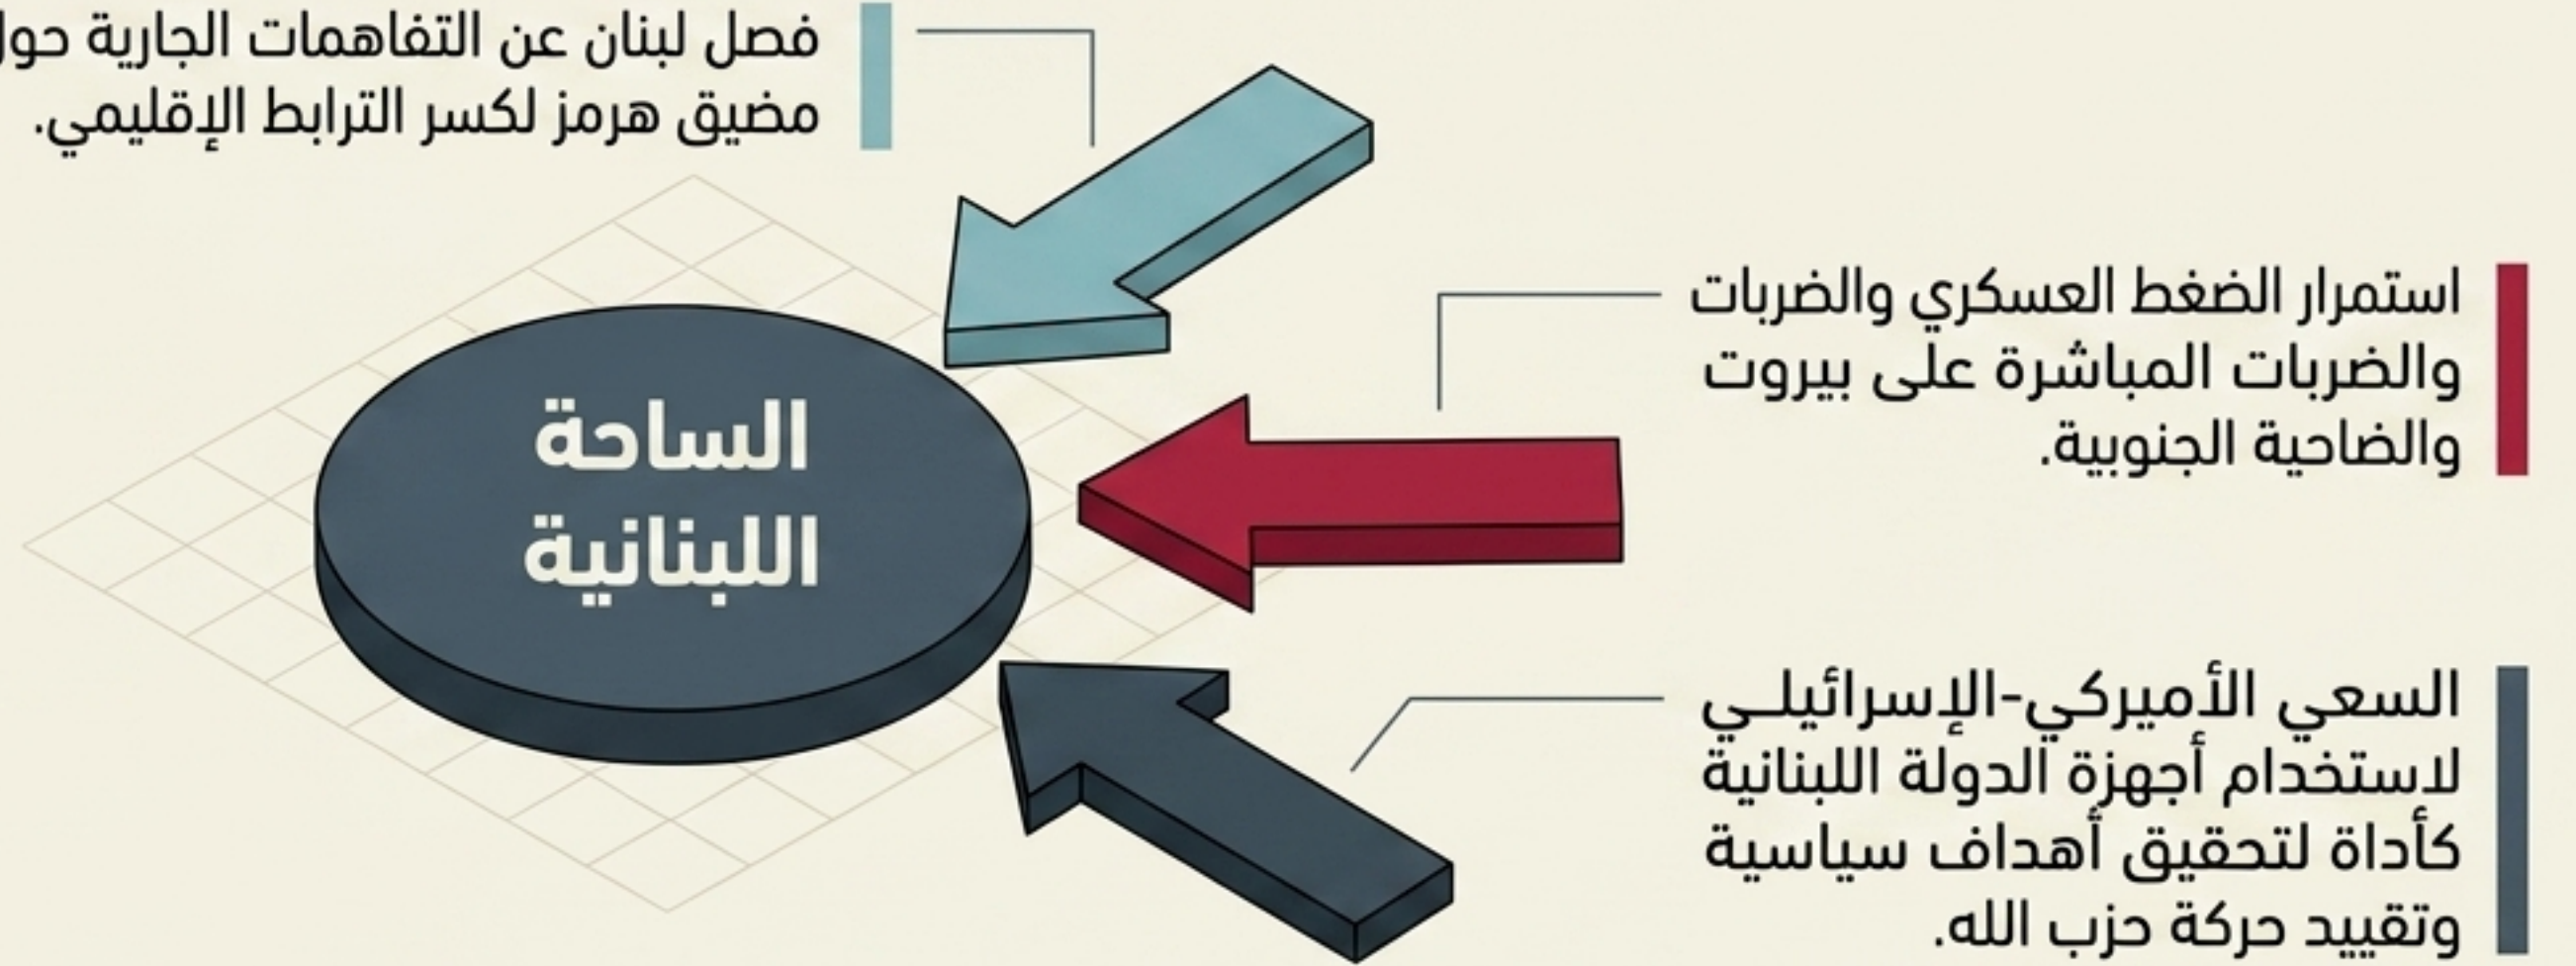 فصل لبنان عن التفاهمات الجارية حول
مضيق هرمز لكسر الترابط الإقليمي.
استمرار الضغط العسكري والضربات
والضربات المباشرة على بيروت
والضاحية الجنوبية.
الساحة
اللبنانية
السعي الأميركي-الإسرائيلـي
لاستخدام أجهزة الدولة اللبنانية
كأداة لتحقيق أهداف سياسية
وتقييد حركة حزب الله.